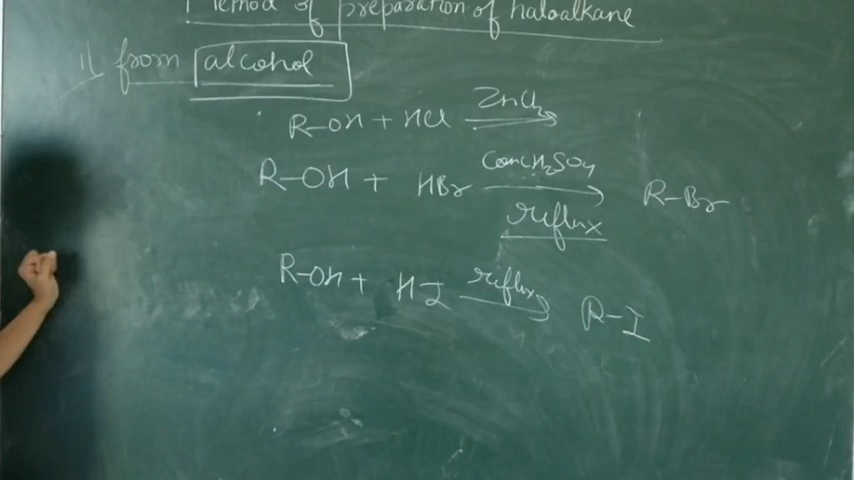 Method of preparation of haloalkane
1) from alcohol
R-OH + HCl ZnCl2
R-OH + HBr Conc.H2SO4 R-Br
reflux
R-OH + HI reflux R-I